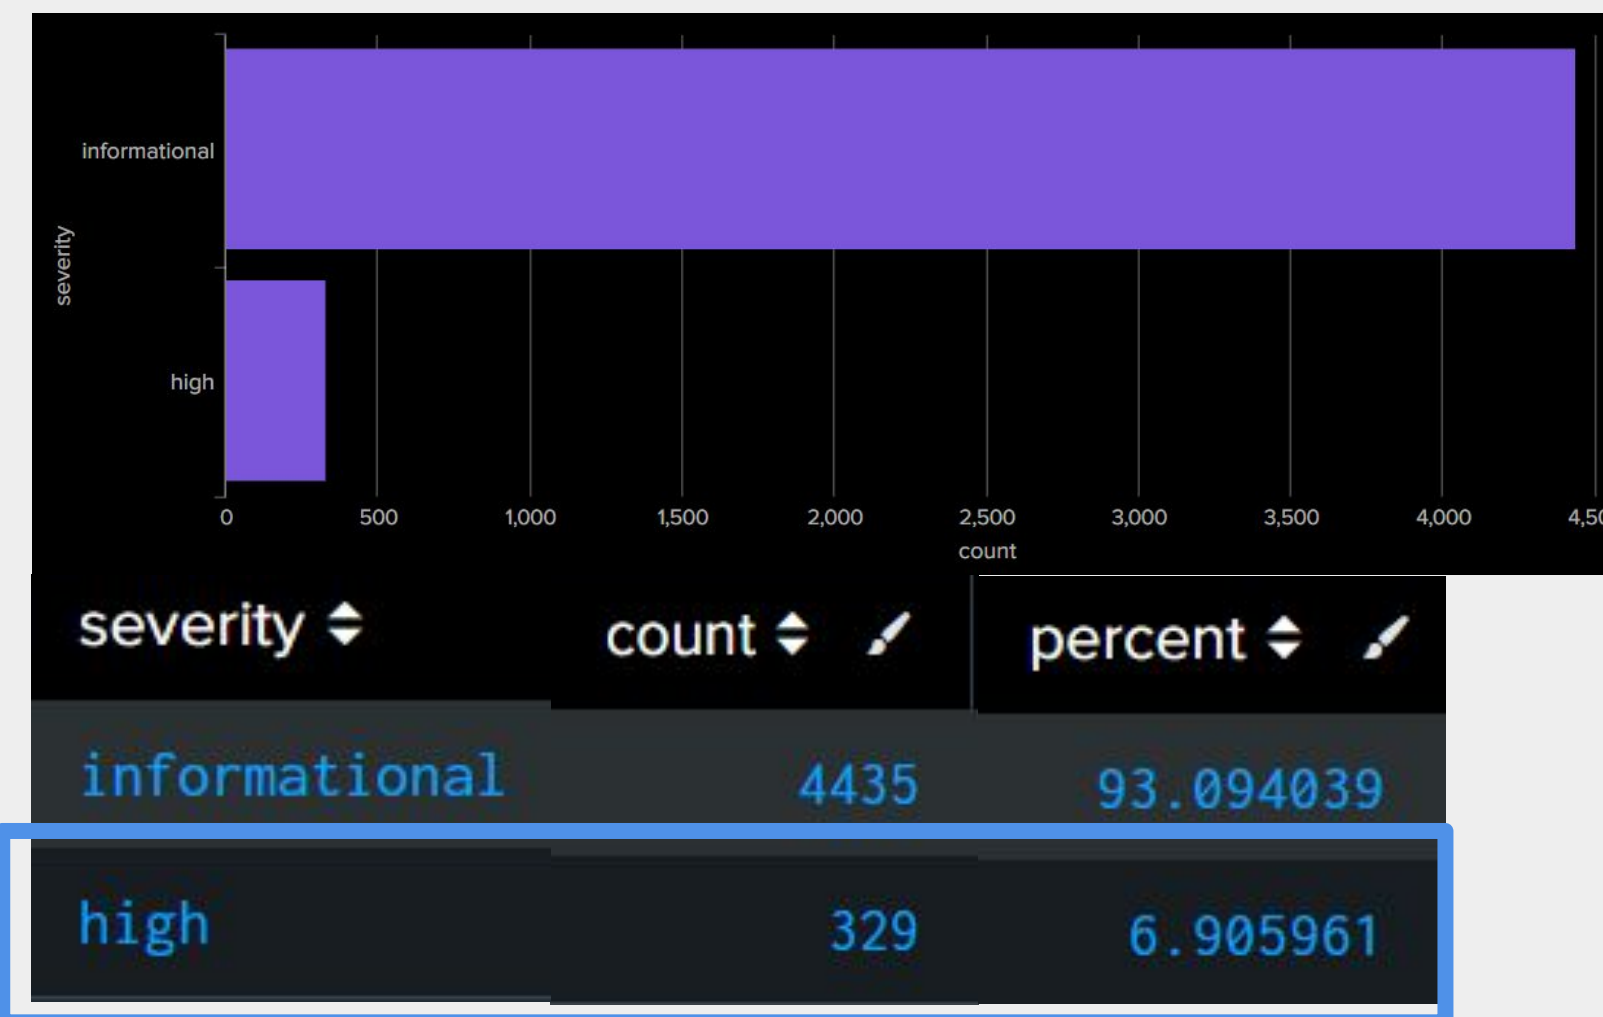 informational
severity
high
0 500 1,000 1,500 2,000 2,500 3,000 3,500 4,000
count
severity count percent
informational 4435 93.094039
high 329 6.905961